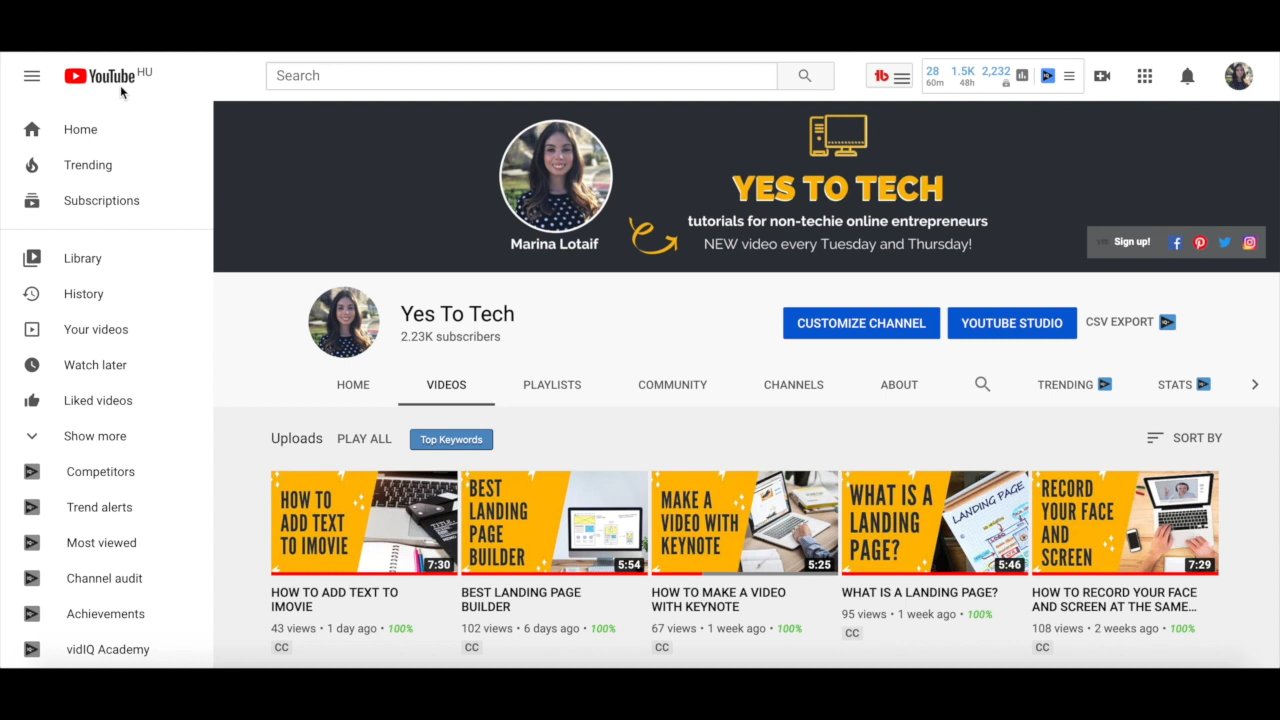 YouTube HU
Search
28 1.5K 2,232
60m 48h
Home
Trending
Subscriptions
Library
History
Your videos
Watch later
Liked videos
Show more
Competitors
Trend alerts
Most viewed
Channel audit
Achievements
vidIQ Academy
YES TO TECH
tutorials for non-techie online entrepreneurs
NEW video every Tuesday and Thursday!
Marina Lotaif
Sign up!
Yes To Tech
2.23K subscribers
CUSTOMIZE CHANNEL
YOUTUBE STUDIO
CSV EXPORT
HOME VIDEOS PLAYLISTS COMMUNITY CHANNELS ABOUT TRENDING STATS
Uploads PLAY ALL Top Keywords SORT BY
HOW TO
ADD TEXT
TO IMOVIE
7:30
HOW TO ADD TEXT TO
IMOVIE
43 views • 1 day ago • 100%
CC
BEST
LANDING
PAGE
BUILDER
5:54
BEST LANDING PAGE
BUILDER
102 views • 6 days ago • 100%
CC
MAKE A
VIDEO WITH
KEYNOTE
5:25
HOW TO MAKE A VIDEO
WITH KEYNOTE
67 views • 1 week ago • 100%
CC
WHAT IS A
LANDING
PAGE?
LANDING PAGE
5:46
WHAT IS A LANDING PAGE?
95 views • 1 week ago • 100%
CC
RECORD
YOUR FACE
AND
SCREEN
7:29
HOW TO RECORD YOUR FACE
AND SCREEN AT THE SAME...
108 views • 2 weeks ago • 100%
CC